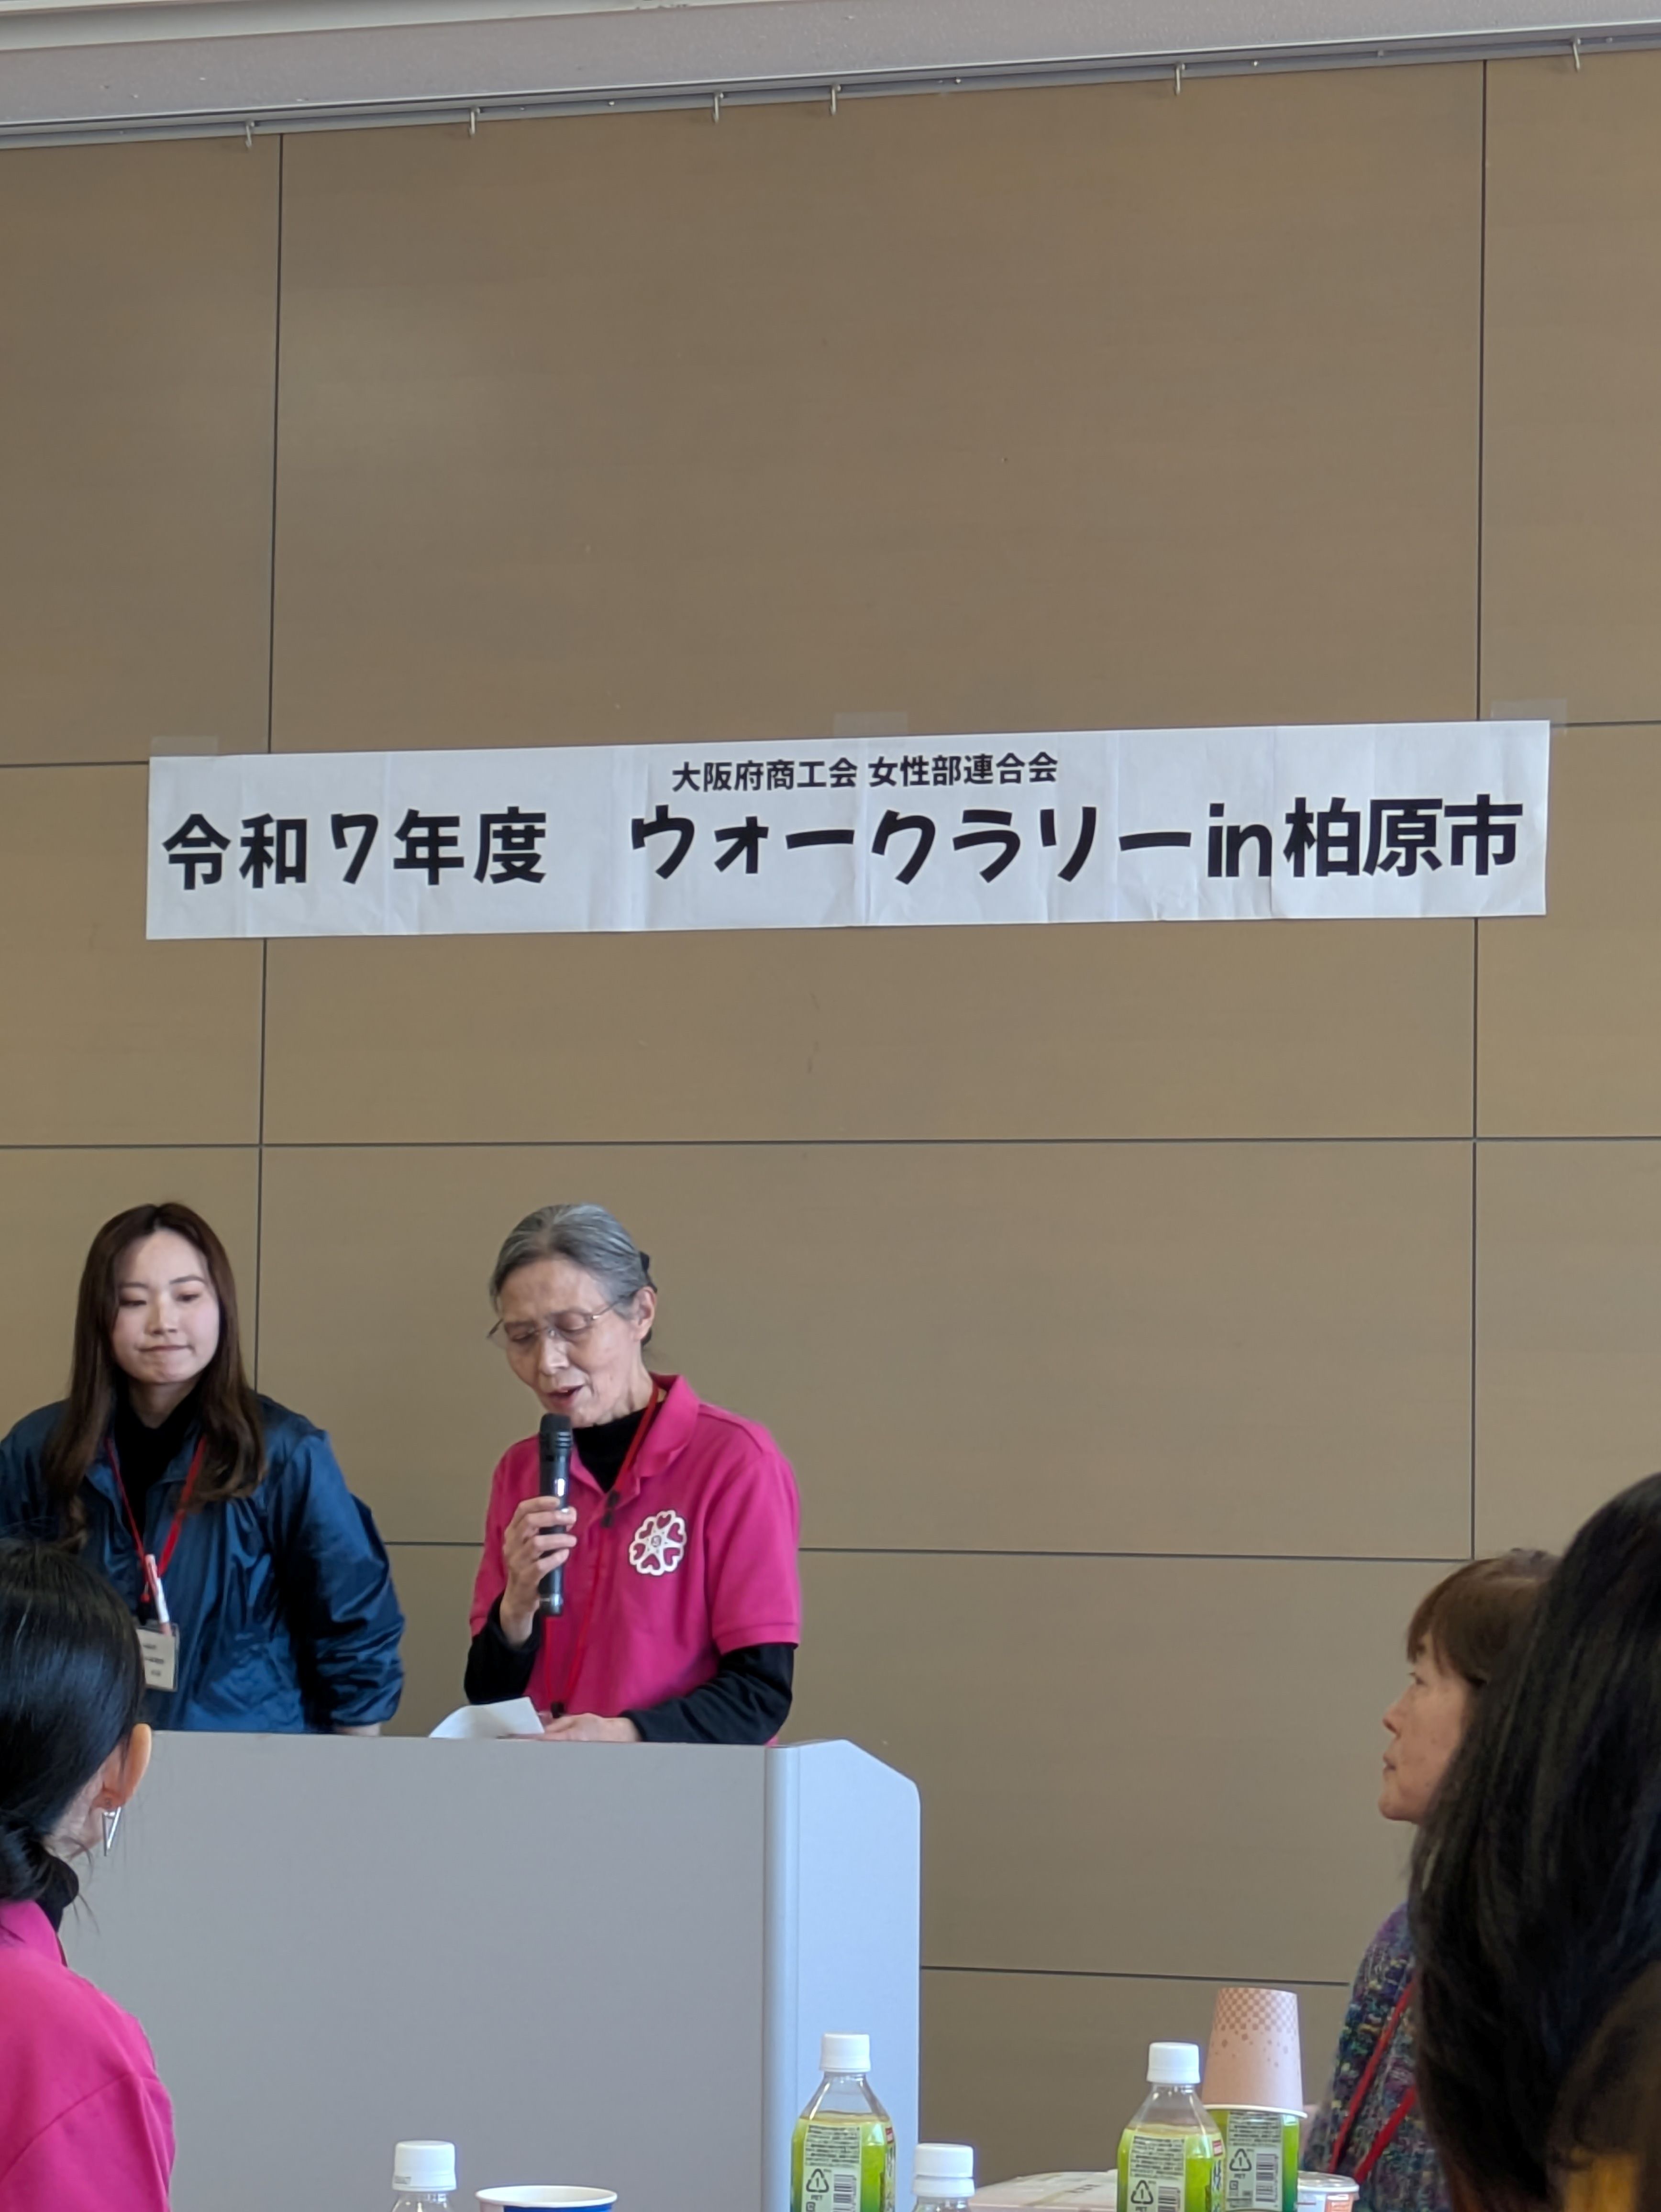 大阪府商工会 女性部連合会
令和7年度 ウォークラリーin柏原市